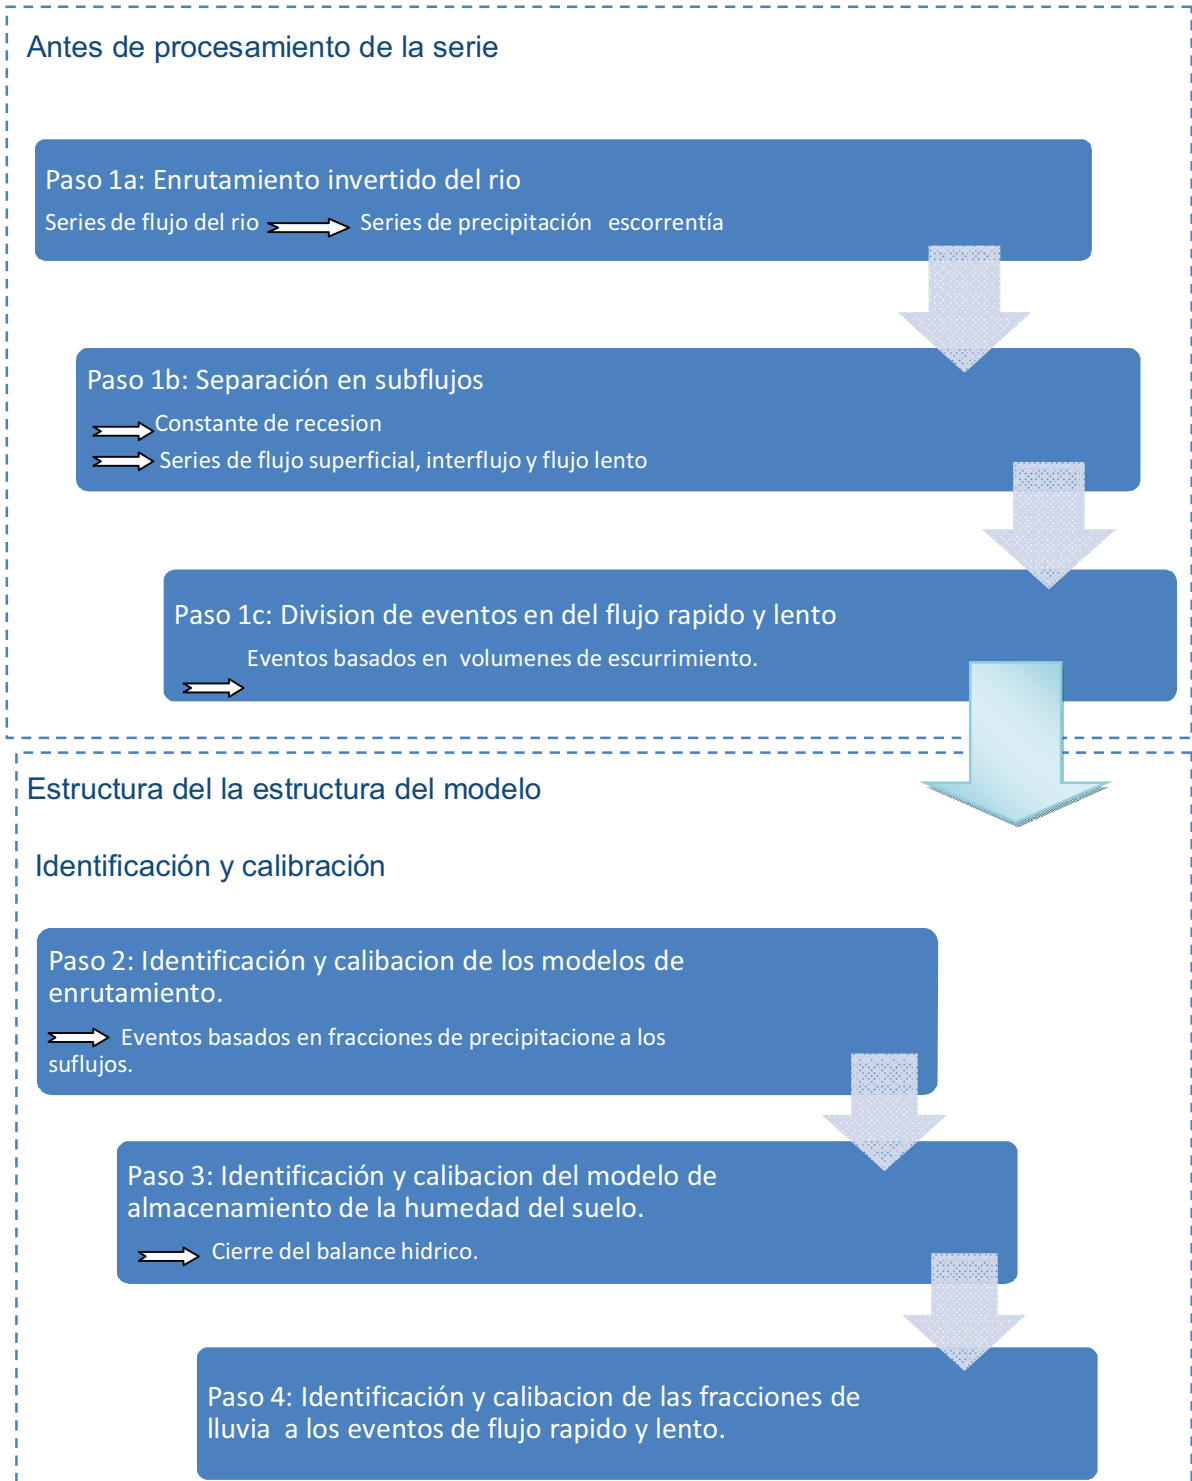 Antes de procesamiento de la serie
Paso 1a: Enrutamiento invertido del rio
Series de flujo del rio Series de precipitación escorrentía
Paso 1b: Separación en subflujos
Constante de recesion
Series de flujo superficial, interflujo y flujo lento
Paso 1c: Division de eventos en del flujo rapido y lento
Eventos basados en volumenes de escurrimiento.
Estructura del la estructura del modelo
Identificación y calibración
Paso 2: Identificación y calibacion de los modelos de
enrutamiento.
Eventos basados en fracciones de precipitacione a los
suflujos.
Paso 3: Identificación y calibacion del modelo de
almacenamiento de la humedad del suelo.
Cierre del balance hidrico.
Paso 4: Identificación y calibacion de las fracciones de
lluvia a los eventos de flujo rapido y lento.